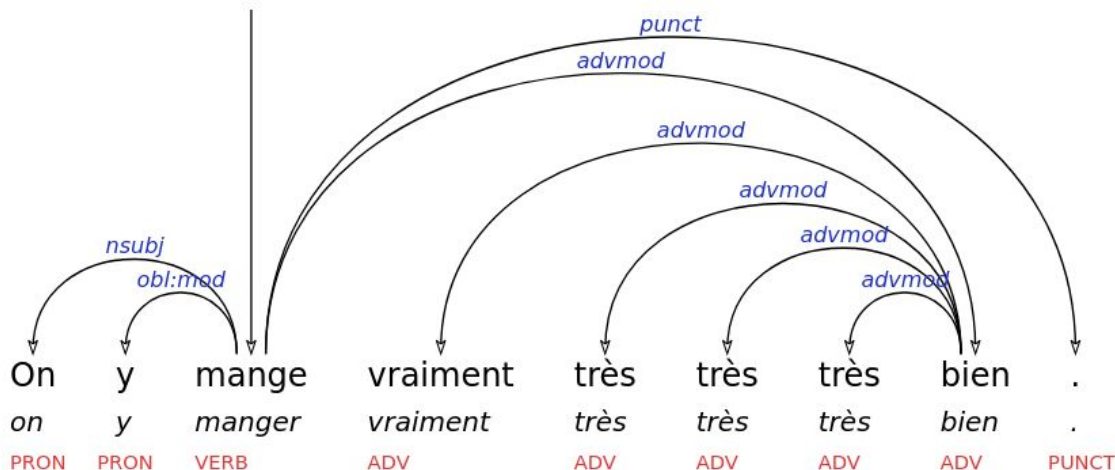 punct
advmod
advmod
advmod
nsubj
advmod
obl:mod
advmod
On y mange vraiment très très très bien .
on y manger vraiment très très très bien .
PRON PRON VERB ADV ADV ADV ADV ADV PUNCT